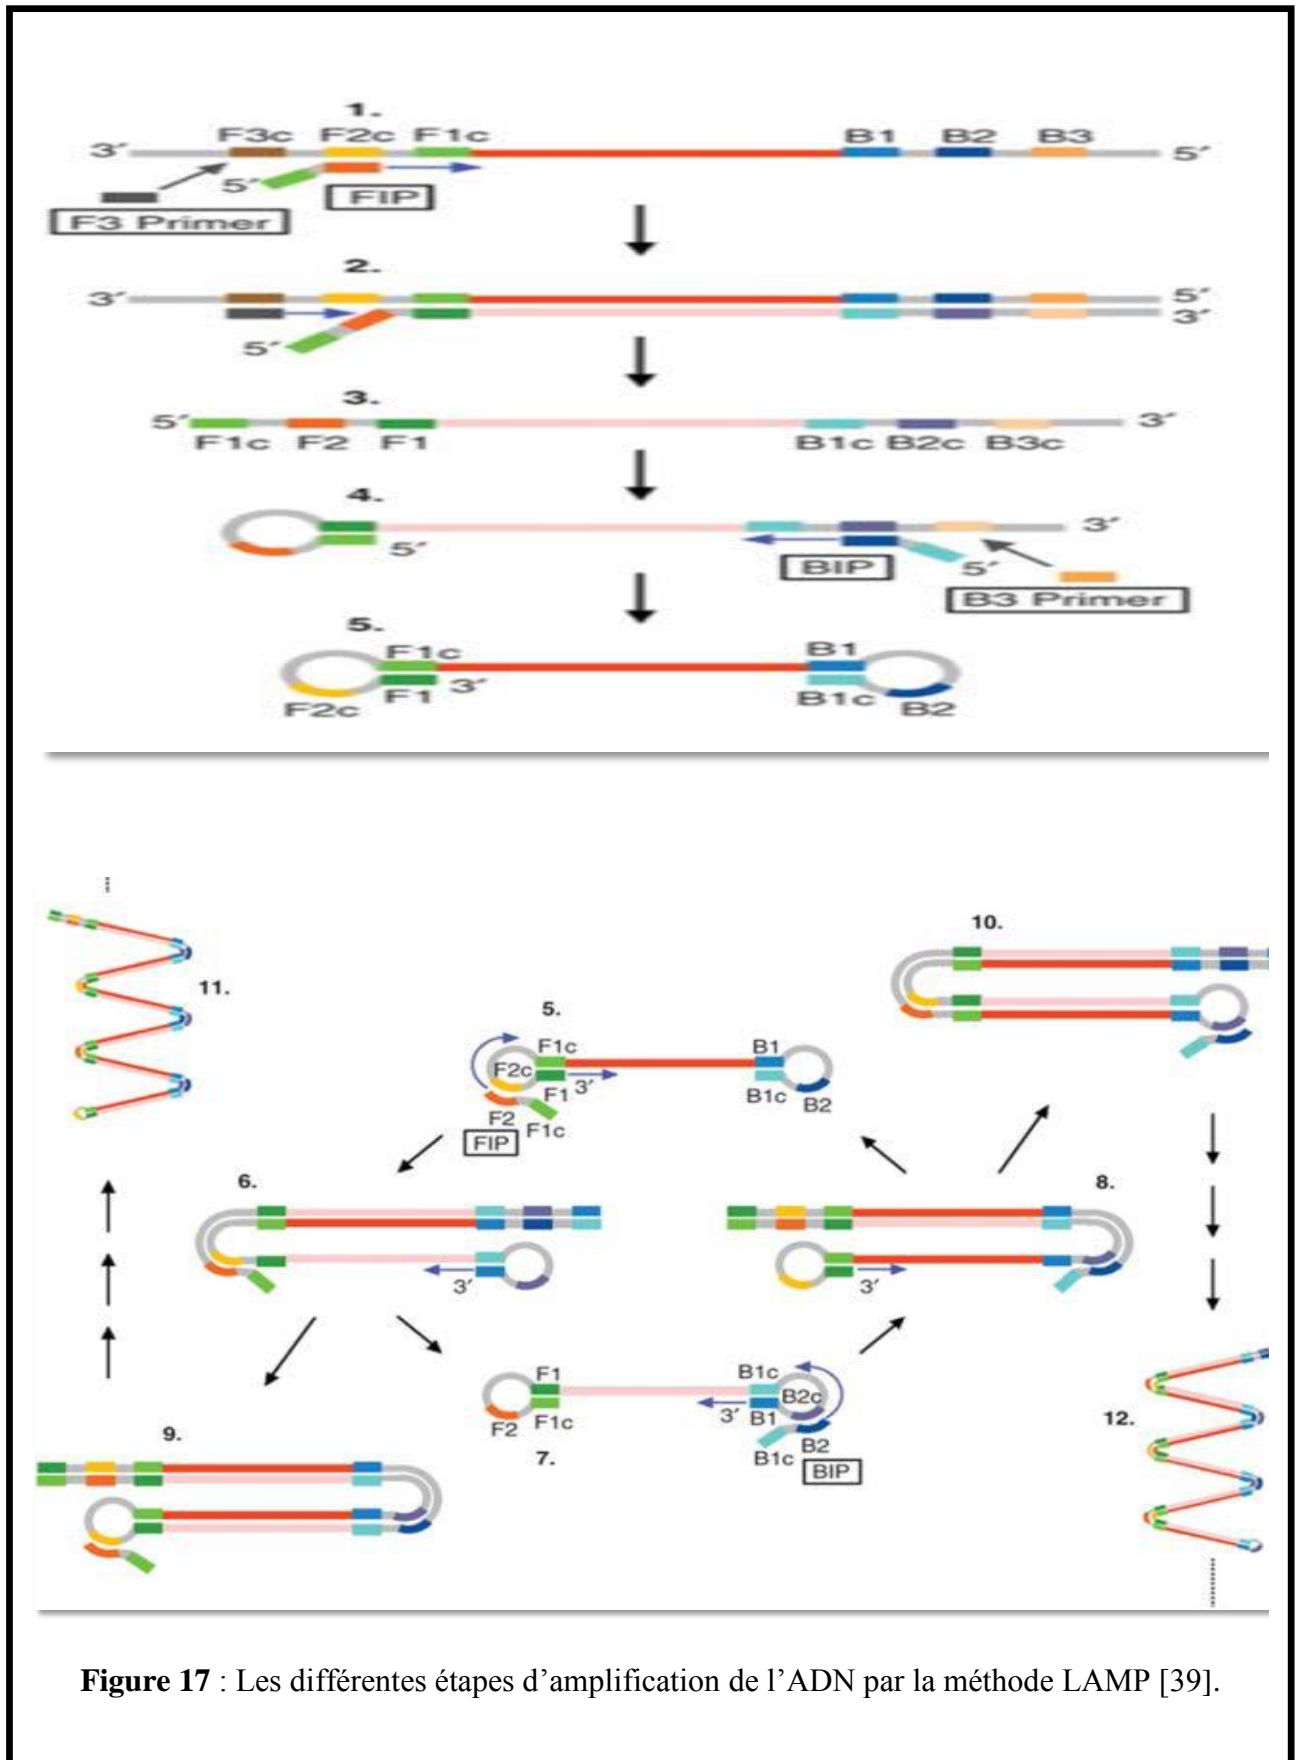 1.
F3c F2c F1c B1 B2 B3
3′ 5′
5′
FIP
F3 Primer
2.
3′ 5′
3′
5′
3.
5′ 3′
F1c F2 F1 B1c B2c B3c
4.
3′
5′ BIP 5′
B3 Primer
5.
F1c B1
F1 3′ B1c
F2c B2
10.
11.
5.
F1c B1
F2c
F1 3′ B1c B2
F2 F1c
FIP
6. 8.
3′ 3′
F1 B1c
B2c
F2 F1c 3′ B1
12.
9. B1c B2
7. BIP
Figure 17 : Les différentes étapes d’amplification de l’ADN par la méthode LAMP [39].